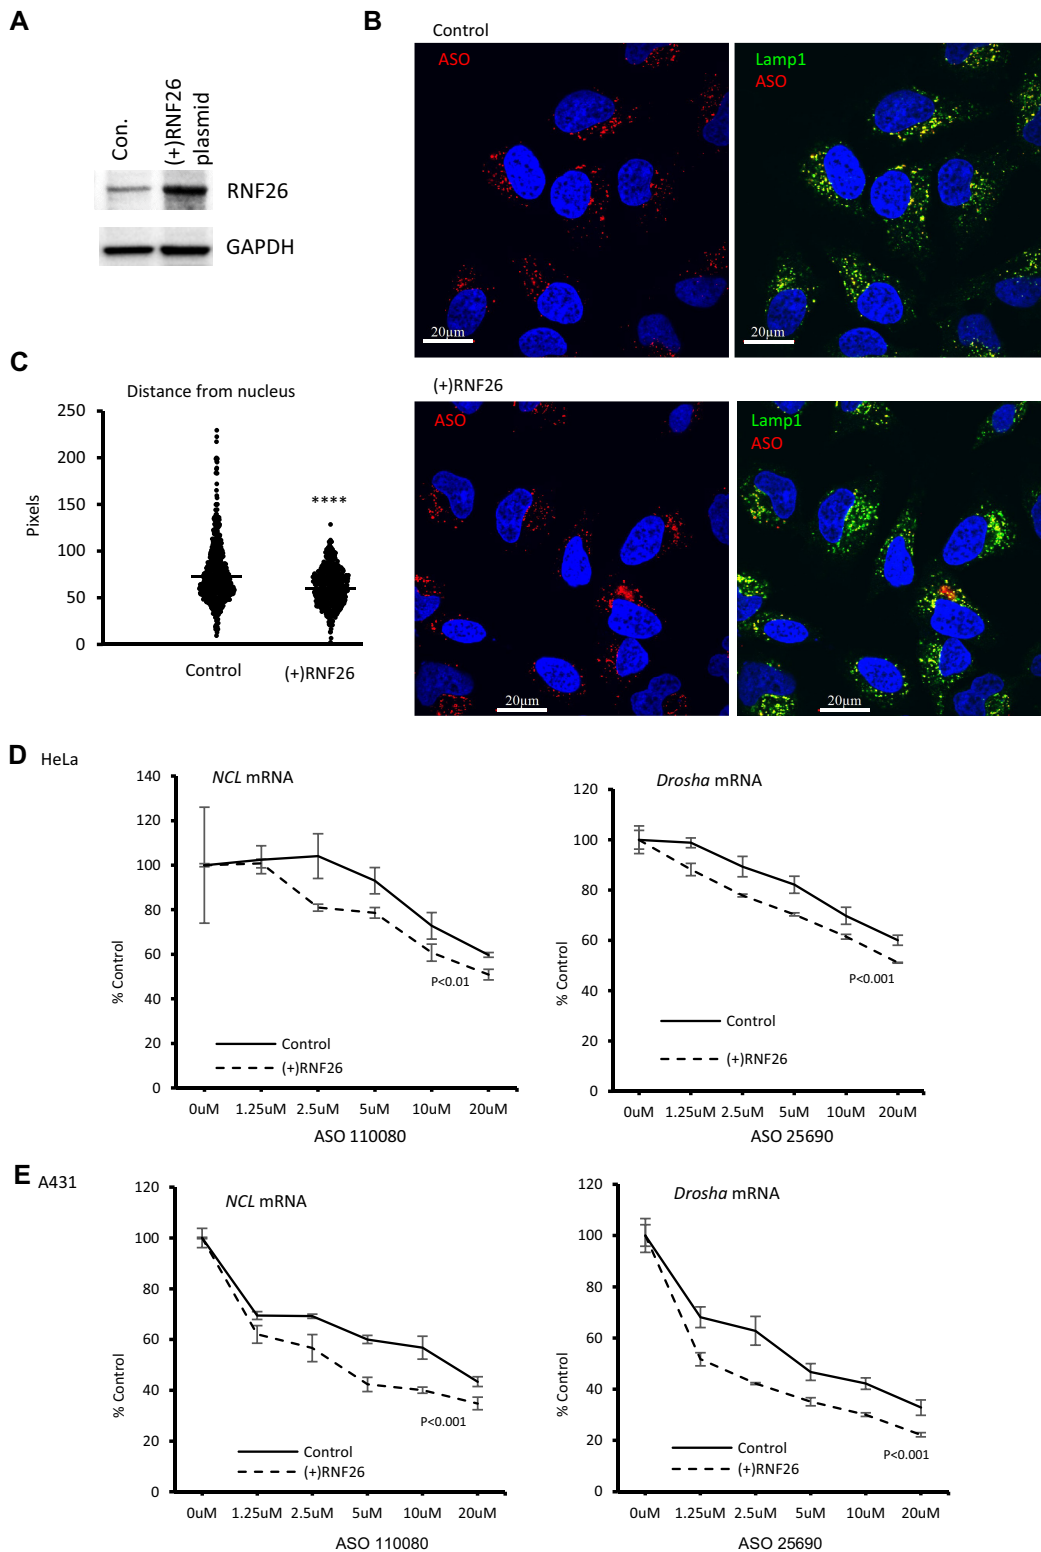 A
Con.
(+)RNF26
plasmid
RNF26
GAPDH
B
Control
ASO
Lamp1
ASO
20μm
20μm
(+)RNF26
ASO
Lamp1
ASO
20μm
20μm
C
Distance from nucleus
250
200
150
100
50
0
Pixels
****
Control
(+)RNF26
D
HeLa
NCL mRNA
140
120
100
80
60
40
20
0
% Control
P<0.01
Control
(+)RNF26
0uM 1.25uM 2.5uM 5uM 10uM 20uM
ASO 110080
Drosha mRNA
120
100
80
60
40
20
0
% Control
P<0.001
Control
(+)RNF26
0uM 1.25uM 2.5uM 5uM 10uM 20uM
ASO 25690
E
A431
NCL mRNA
120
100
80
60
40
20
0
% Control
P<0.001
Control
(+)RNF26
0uM 1.25uM 2.5uM 5uM 10uM 20uM
ASO 110080
Drosha mRNA
120
100
80
60
40
20
0
% Control
P<0.001
Control
(+)RNF26
0uM 1.25uM 2.5uM 5uM 10uM 20uM
ASO 25690